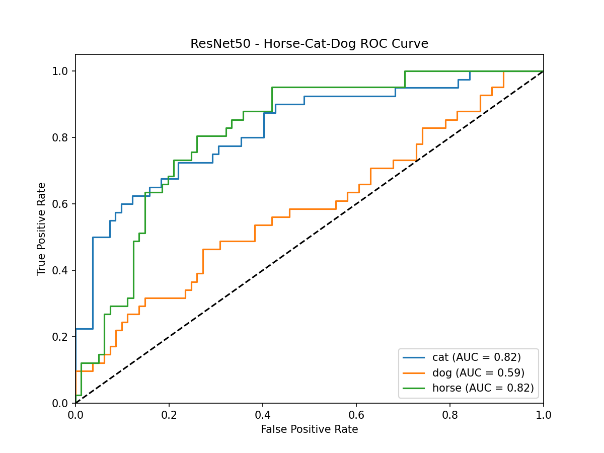 ResNet50 - Horse-Cat-Dog ROC Curve
1.0
0.8
0.6
0.4
0.2
0.0
True Positive Rate
cat (AUC = 0.82)
dog (AUC = 0.59)
horse (AUC = 0.82)
0.0 0.2 0.4 0.6 0.8 1.0
False Positive Rate